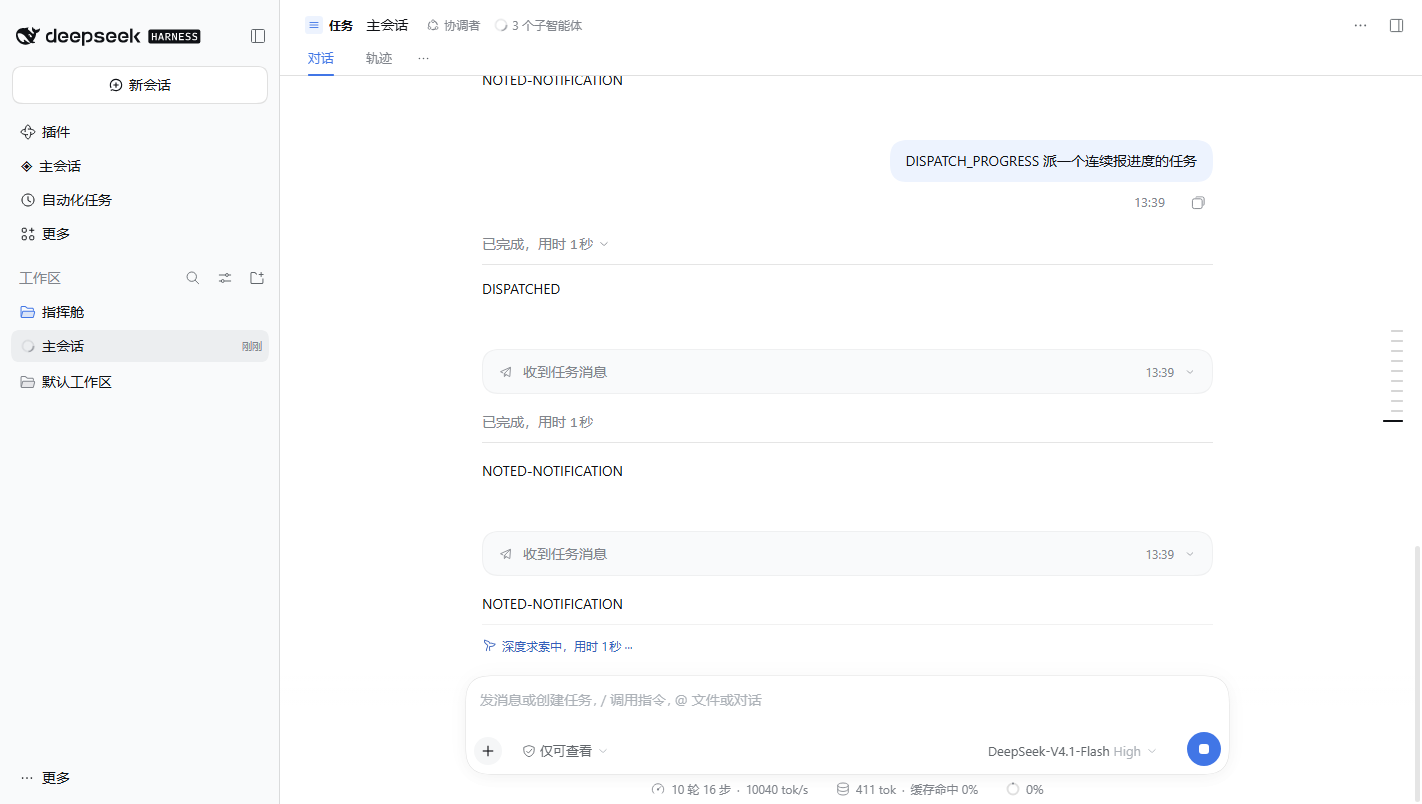 deepseek HARNESS
新会话
插件
主会话
自动化任务
更多
工作区
指挥舱
主会话 刚刚
默认工作区
更多
任务 主会话 协调者 3 个子智能体
对话 轨迹 ...
NOTED-NOTIFICATION
DISPATCH_PROGRESS 派一个连续报进度的任务
13:39
已完成，用时 1 秒
DISPATCHED
收到任务消息 13:39
已完成，用时 1 秒
NOTED-NOTIFICATION
收到任务消息 13:39
NOTED-NOTIFICATION
深度求索中，用时 1秒 ...
发消息或创建任务, / 调用指令, @ 文件或对话
仅可查看 DeepSeek-V4.1-Flash High
10 轮 16 步 · 10040 tok/s 411 tok · 缓存命中 0% 0%